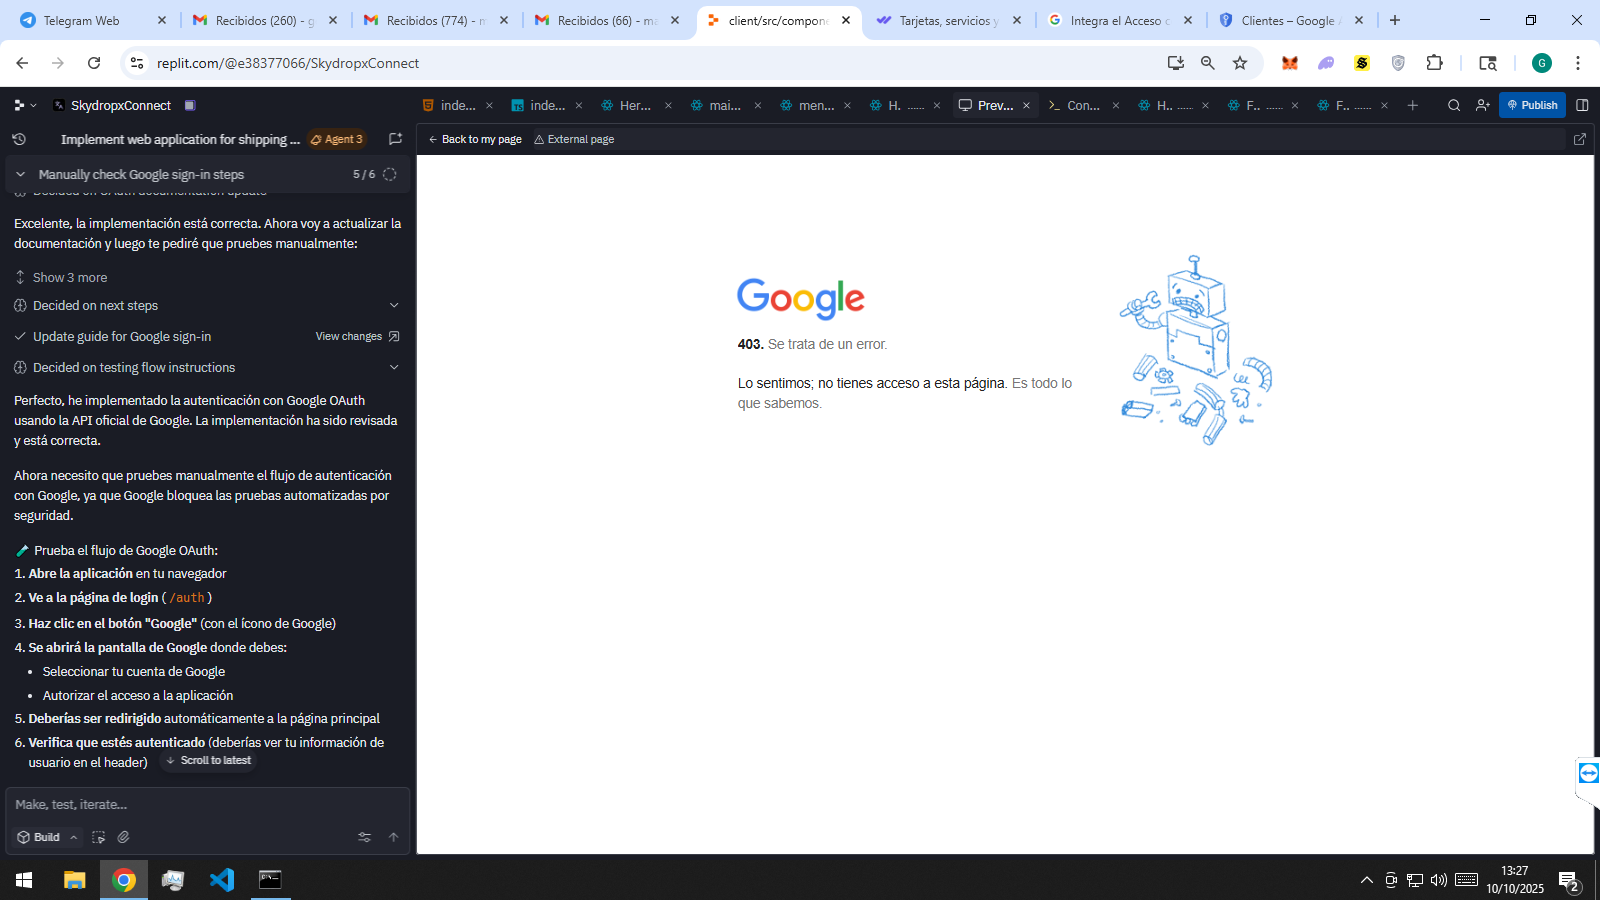 Telegram Web
Recibidos (260) - g
Recibidos (774) - m
Recibidos (66) - ma
client/src/compone
Tarjetas, servicios y
Integra el Acceso c
Clientes – Google A
replit.com/@e38377066/SkydropxConnect
G
SkydropxConnect
inde...
inde...
Her...
mai...
men...
H. ......
Prev...
Con...
H... ......
F... ......
F.. ......
Publish
Implement web application for shipping ...
Agent 3
Back to my page
External page
Manually check Google sign-in steps
5 / 6
Decided on OAuth documentation update
Excelente, la implementación está correcta. Ahora voy a actualizar la
documentación y luego te pediré que pruebes manualmente:
Show 3 more
Decided on next steps
Update guide for Google sign-in
View changes
Decided on testing flow instructions
Perfecto, he implementado la autenticación con Google OAuth
usando la API oficial de Google. La implementación ha sido revisada
y está correcta.
Ahora necesito que pruebes manualmente el flujo de autenticación
con Google, ya que Google bloquea las pruebas automatizadas por
seguridad.
Prueba el flujo de Google OAuth:
1. Abre la aplicación en tu navegador
2. Ve a la página de login ( /auth )
3. Haz clic en el botón "Google" (con el ícono de Google)
4. Se abrirá la pantalla de Google donde debes:
• Seleccionar tu cuenta de Google
• Autorizar el acceso a la aplicación
5. Deberías ser redirigido automáticamente a la página principal
6. Verifica que estés autenticado (deberías ver tu información de
usuario en el header)
Scroll to latest
Make, test, iterate...
Build
Google
403. Se trata de un error.
Lo sentimos; no tienes acceso a esta página. Es todo lo
que sabemos.
13:27
10/10/2025
2